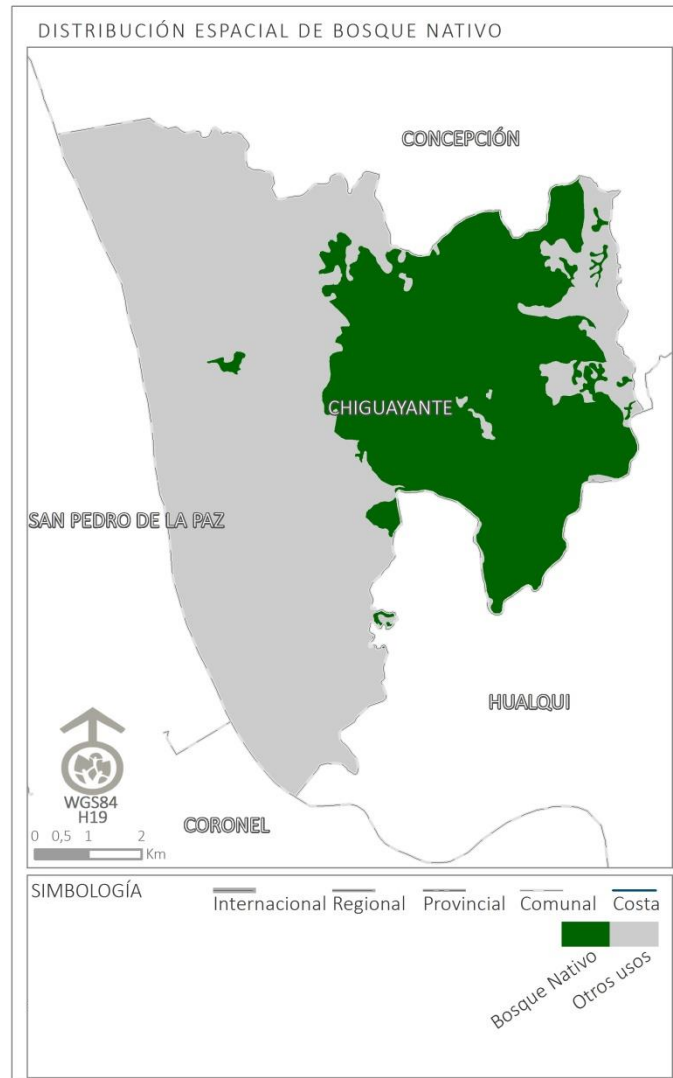 DISTRIBUCIÓN ESPACIAL DE BOSQUE NATIVO
CONCEPCIÓN
CHIGUAYANTE
SAN PEDRO DE LA PAZ
HUALQUI
WGS84
H19
CORONEL
0 0,5 1 2
Km
SIMBOLOGÍA
Internacional Regional Provincial Comunal Costa
Bosque Nativo Otros usos